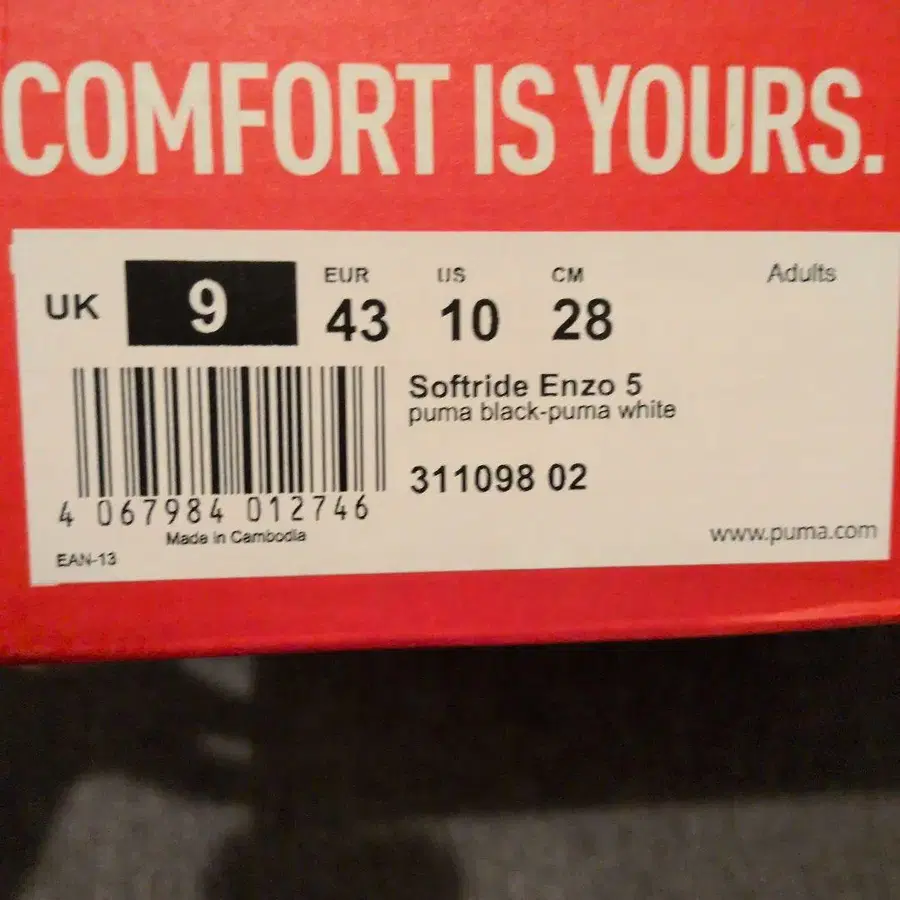 COMFORT IS YOURS.
UK 9 EUR 43 US 10 CM 28 Adults
Softride Enzo 5
puma black-puma white
311098 02
4 067984 012746
Made in Cambodia
EAN-13
www.puma.com